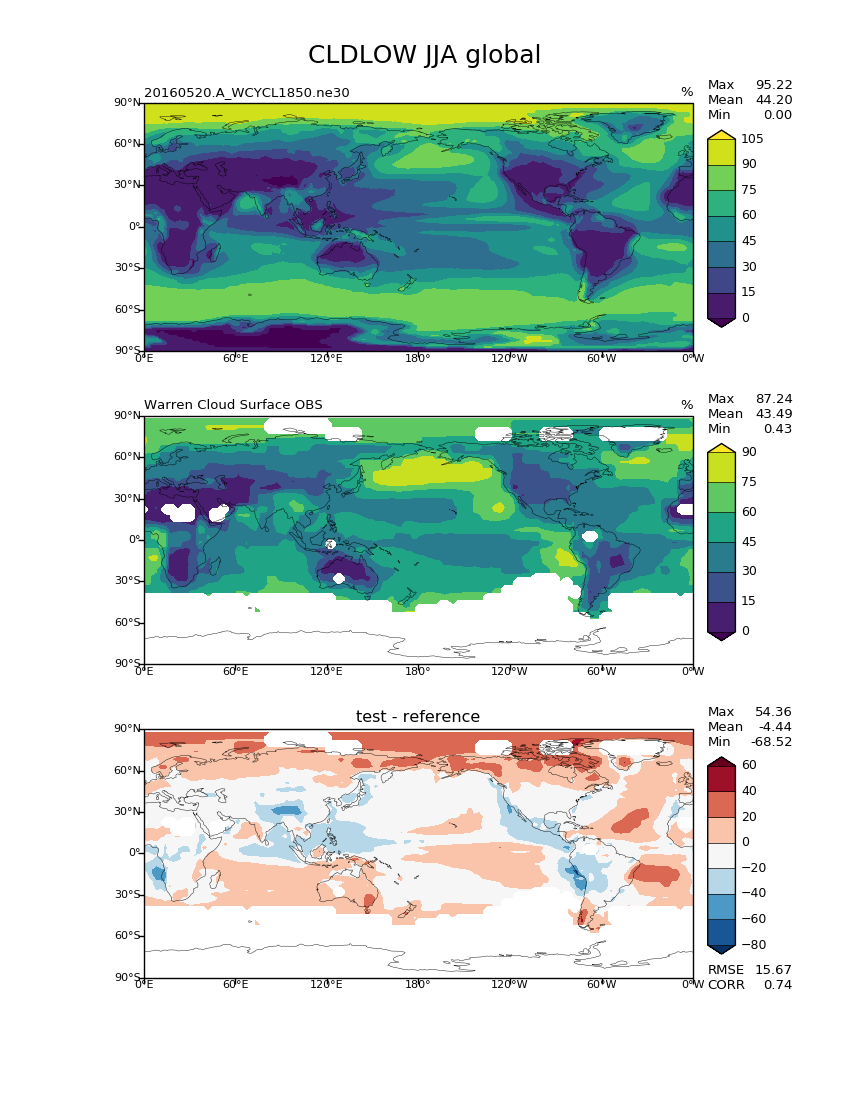 CLDLOW JJA global
20160520.A_WCYCL1850.ne30 %
Max 95.22
Mean 44.20
Min 0.00
90°N
60°N
30°N
0°
30°S
60°S
90°S
0°E 60°E 120°E 180° 120°W 60°W 0°W
105
90
75
60
45
30
15
0
Warren Cloud Surface OBS %
Max 87.24
Mean 43.49
Min 0.43
90°N
60°N
30°N
0°
30°S
60°S
90°S
0°E 60°E 120°E 180° 120°W 60°W 0°W
90
75
60
45
30
15
0
test - reference
Max 54.36
Mean -4.44
Min -68.52
90°N
60°N
30°N
0°
30°S
60°S
90°S
0°E 60°E 120°E 180° 120°W 60°W 0°W
60
40
20
0
−20
−40
−60
−80
RMSE 15.67
CORR 0.74